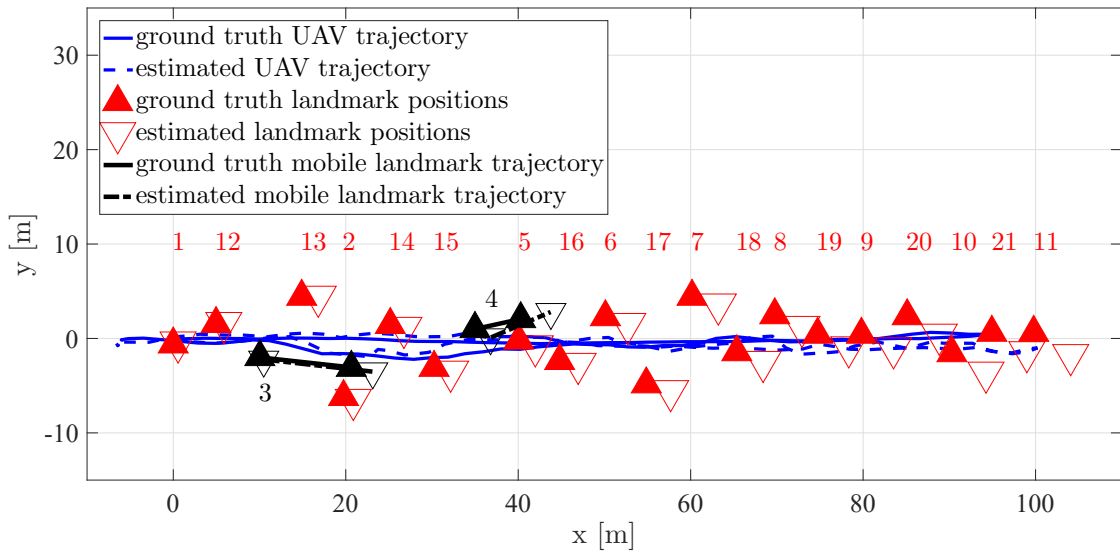 ground truth UAV trajectory
estimated UAV trajectory
ground truth landmark positions
estimated landmark positions
ground truth mobile landmark trajectory
estimated mobile landmark trajectory
30
20
10
0
-10
y [m]
1 12 13 2 14 15 5 16 6 17 7 18 8 19 9 20 10 21 11
4
3
0 20 40 60 80 100
x [m]